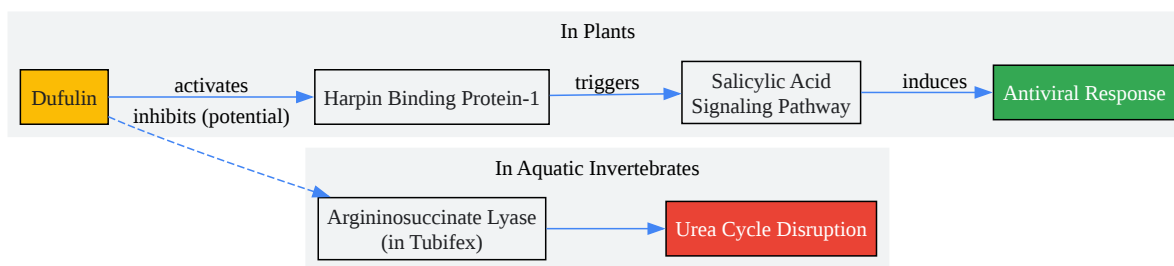 In Plants
Dufulin
activates
Harpin Binding Protein-1
triggers
Salicylic Acid
Signaling Pathway
induces
Antiviral Response
inhibits (potential)
In Aquatic Invertebrates
Argininosuccinate Lyase
(in Tubifex)
Urea Cycle Disruption